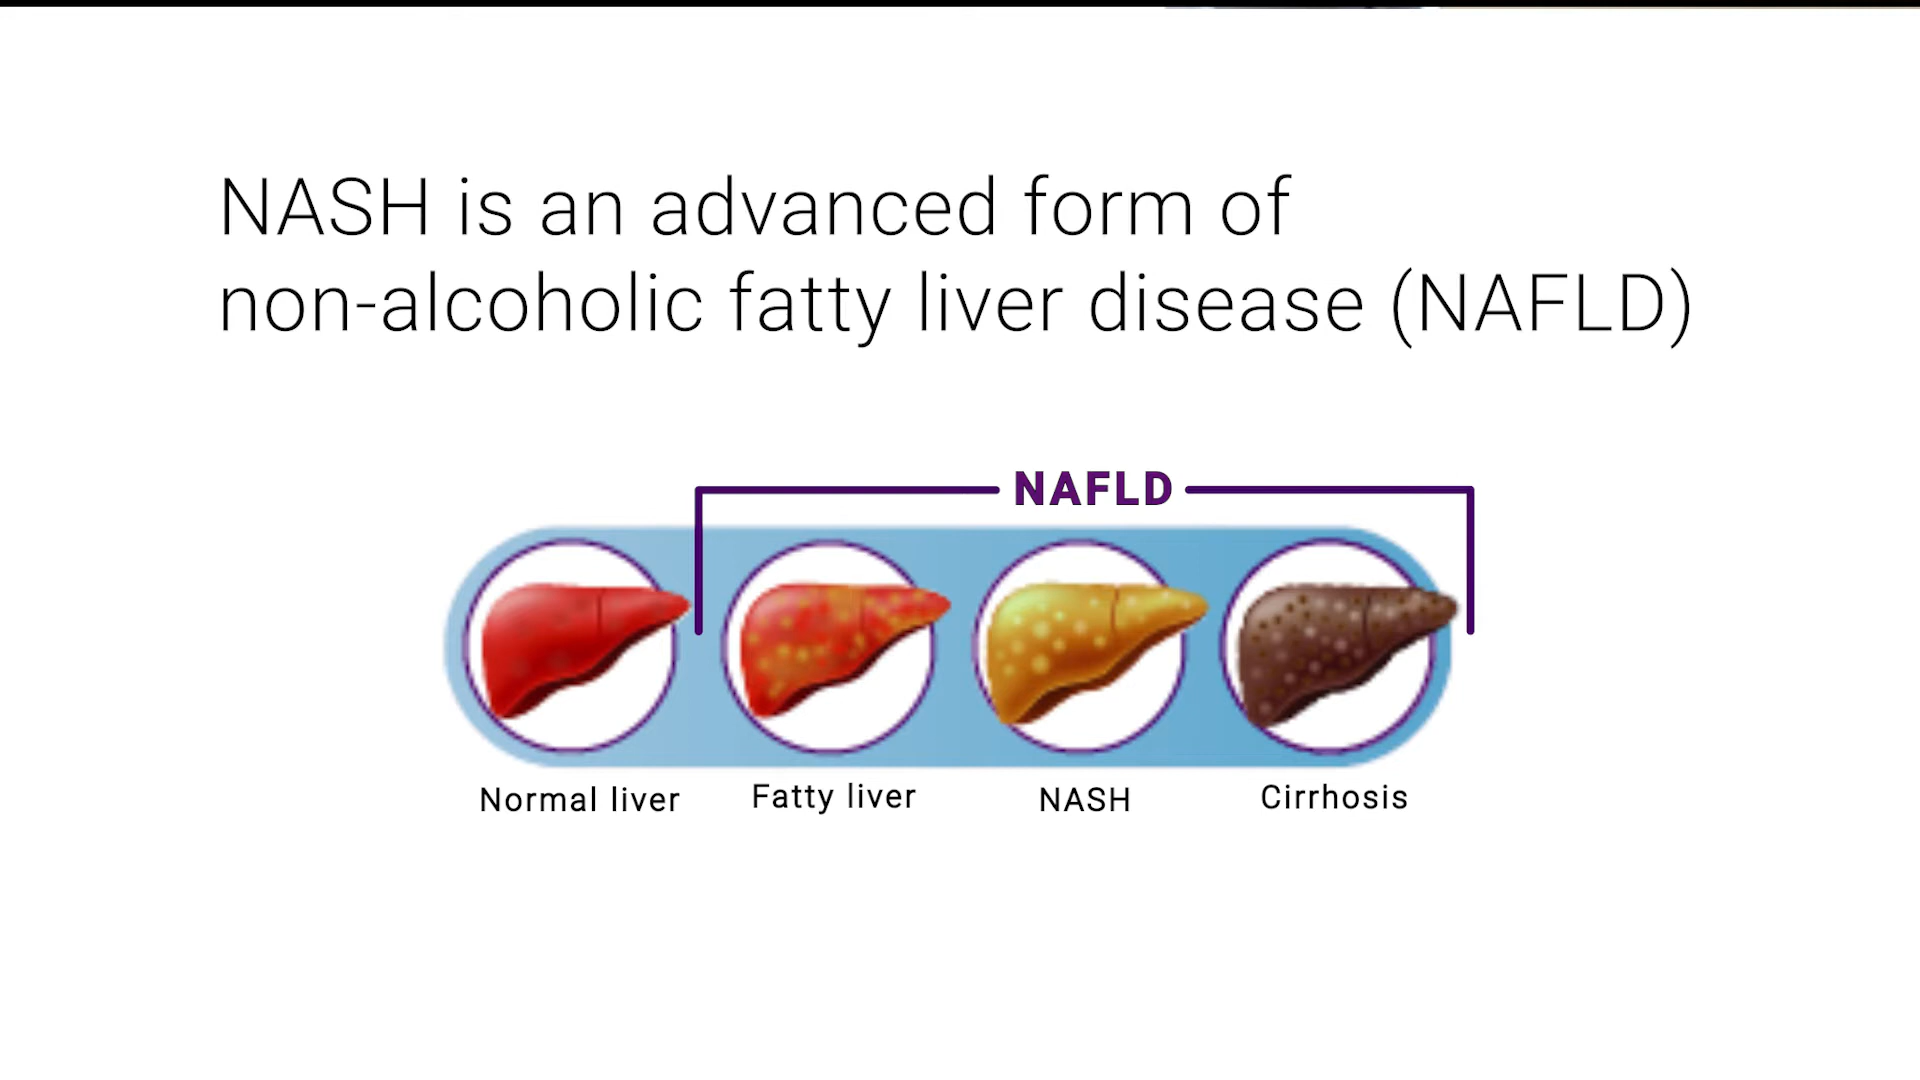 NASH is an advanced form of
non-alcoholic fatty liver disease (NAFLD)
NAFLD
Normal liver
Fatty liver
NASH
Cirrhosis